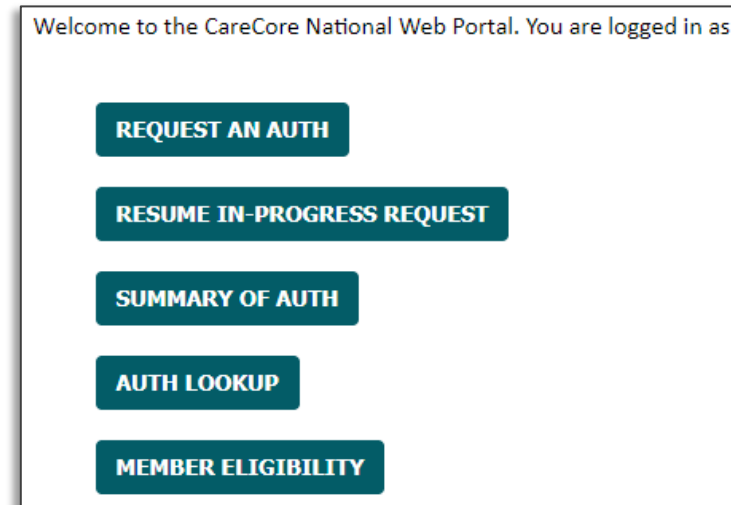 Welcome to the CareCore National Web Portal. You are logged in as
REQUEST AN AUTH
RESUME IN-PROGRESS REQUEST
SUMMARY OF AUTH
AUTH LOOKUP
MEMBER ELIGIBILITY